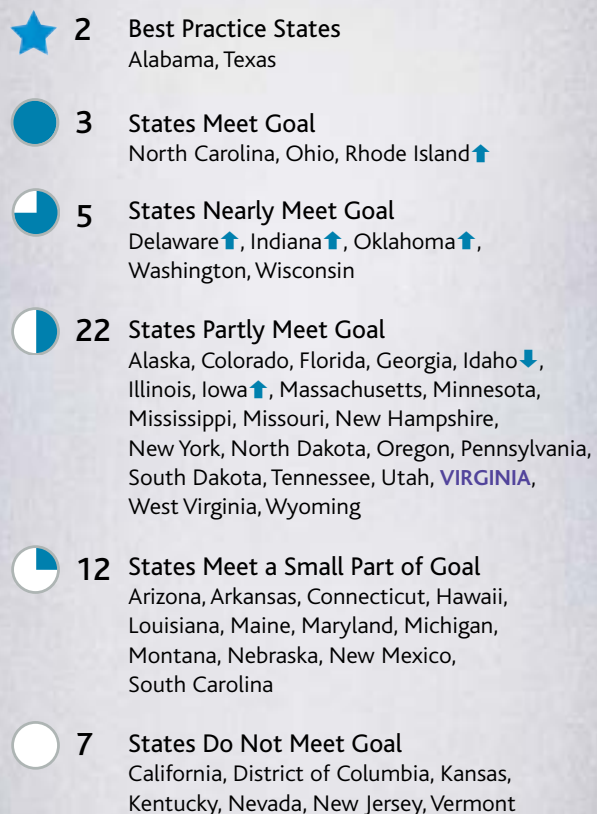 2 Best Practice States
Alabama, Texas
3 States Meet Goal
North Carolina, Ohio, Rhode Island⬆
5 States Nearly Meet Goal
Delaware⬆, Indiana⬆, Oklahoma⬆,
Washington, Wisconsin
22 States Partly Meet Goal
Alaska, Colorado, Florida, Georgia, Idaho⬇,
Illinois, Iowa⬆, Massachusetts, Minnesota,
Mississippi, Missouri, New Hampshire,
New York, North Dakota, Oregon, Pennsylvania,
South Dakota, Tennessee, Utah, VIRGINIA,
West Virginia, Wyoming
12 States Meet a Small Part of Goal
Arizona, Arkansas, Connecticut, Hawaii,
Louisiana, Maine, Maryland, Michigan,
Montana, Nebraska, New Mexico,
South Carolina
7 States Do Not Meet Goal
California, District of Columbia, Kansas,
Kentucky, Nevada, New Jersey, Vermont